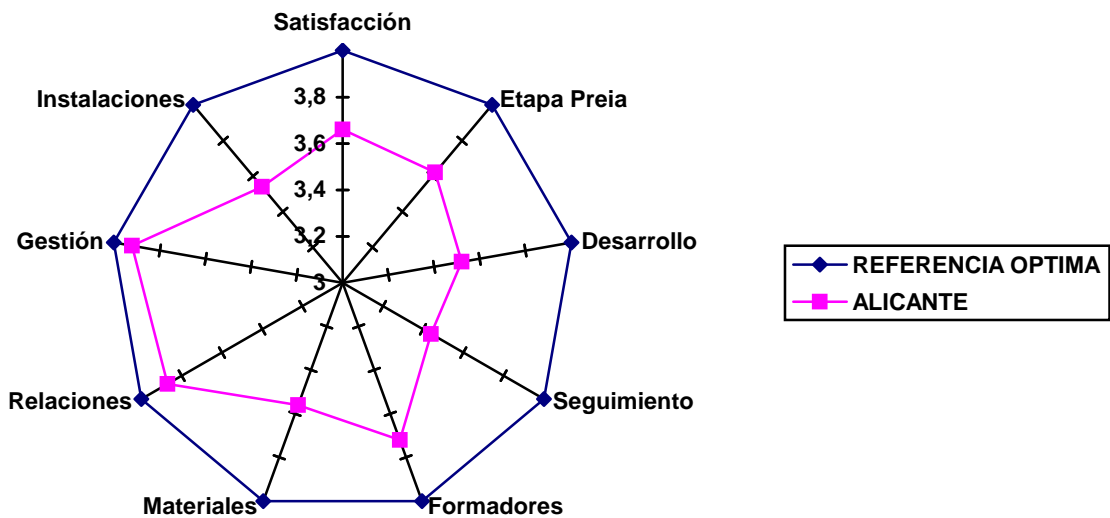 Satisfacción
Instalaciones
3,8
Etapa Preia
3,6
3,4
3,2
Gestión
Desarrollo
3
REFERENCIA OPTIMA
ALICANTE
Relaciones
Seguimiento
Materiales
Formadores